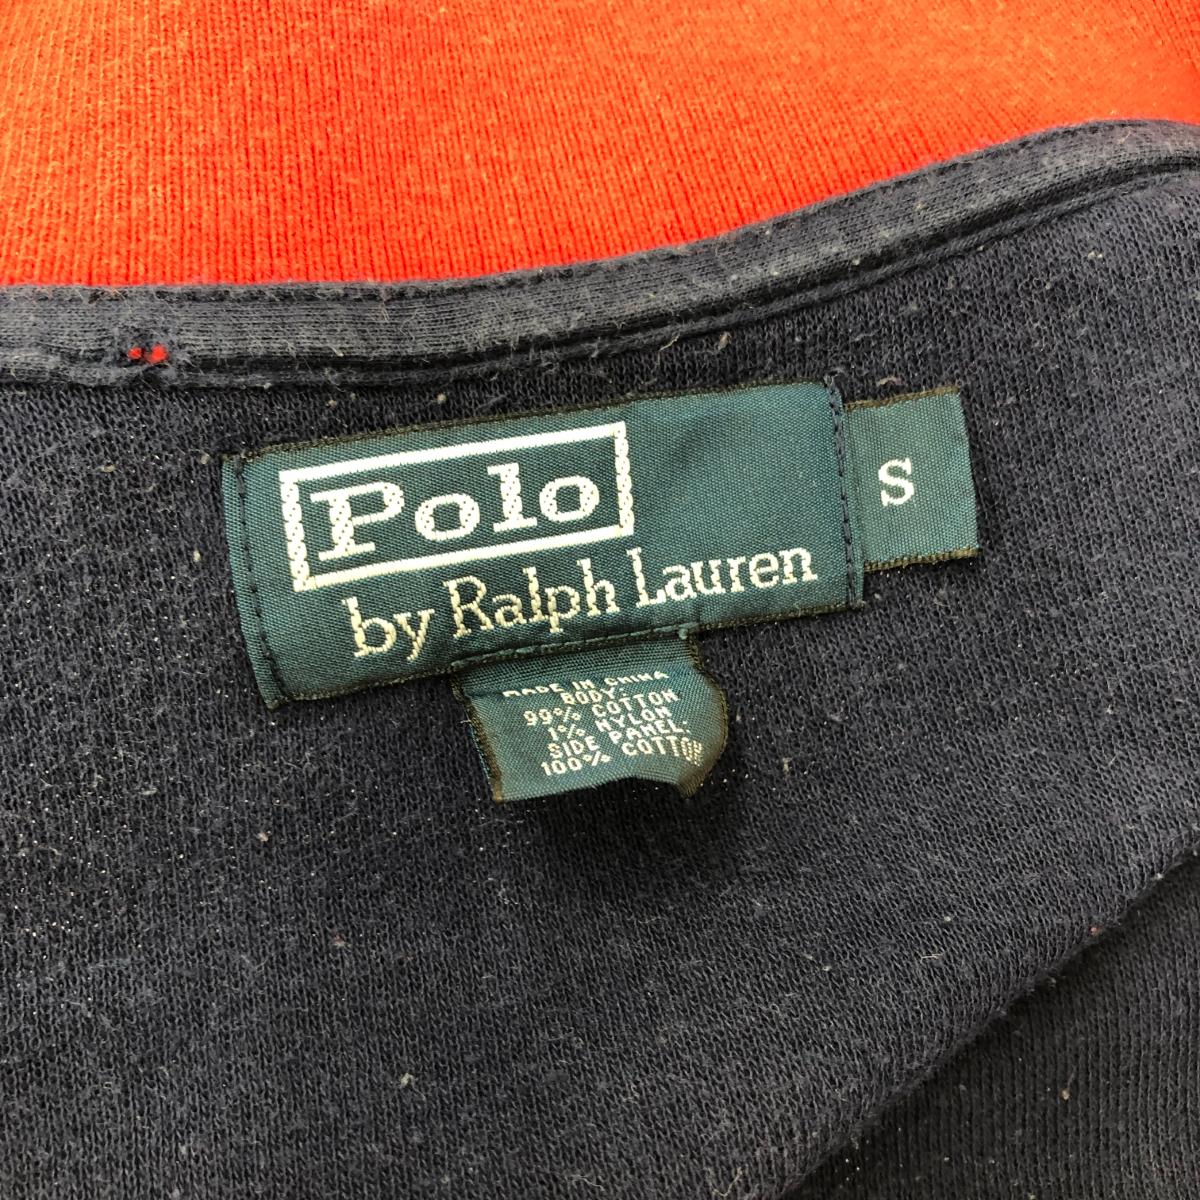 Polo
by Ralph Lauren
S
MADE IN CHINA
BODY:
99% COTTON
1% NYLON
SIDE PANEL:
100% COTTON